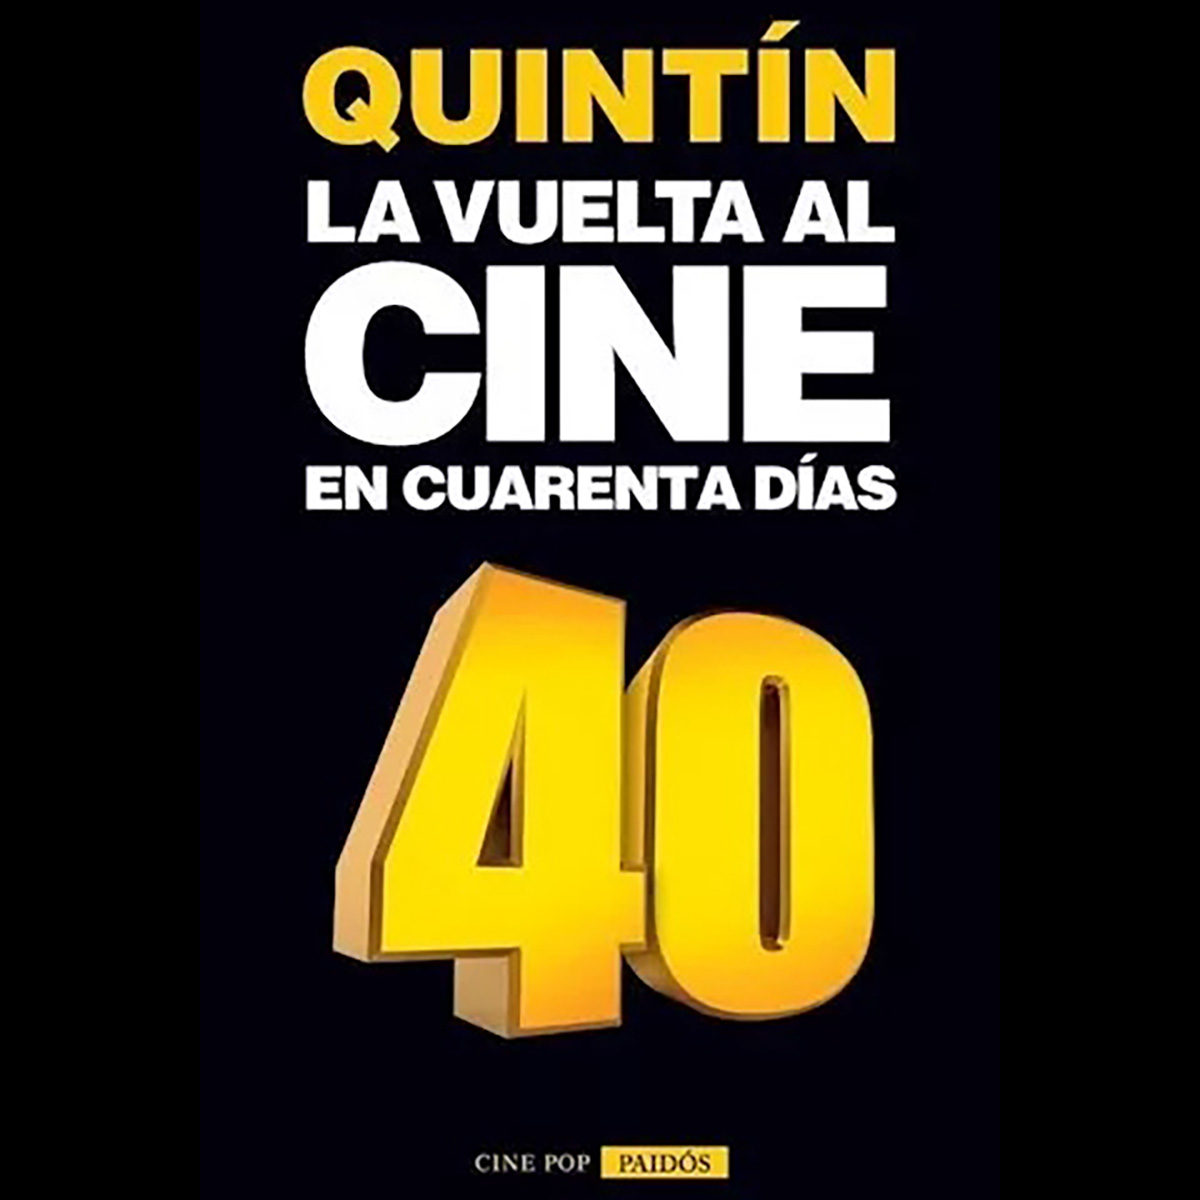 QUINTÍN
LA VUELTA AL
CINE
EN CUARENTA DÍAS
40
CINE POP PAIDÓS